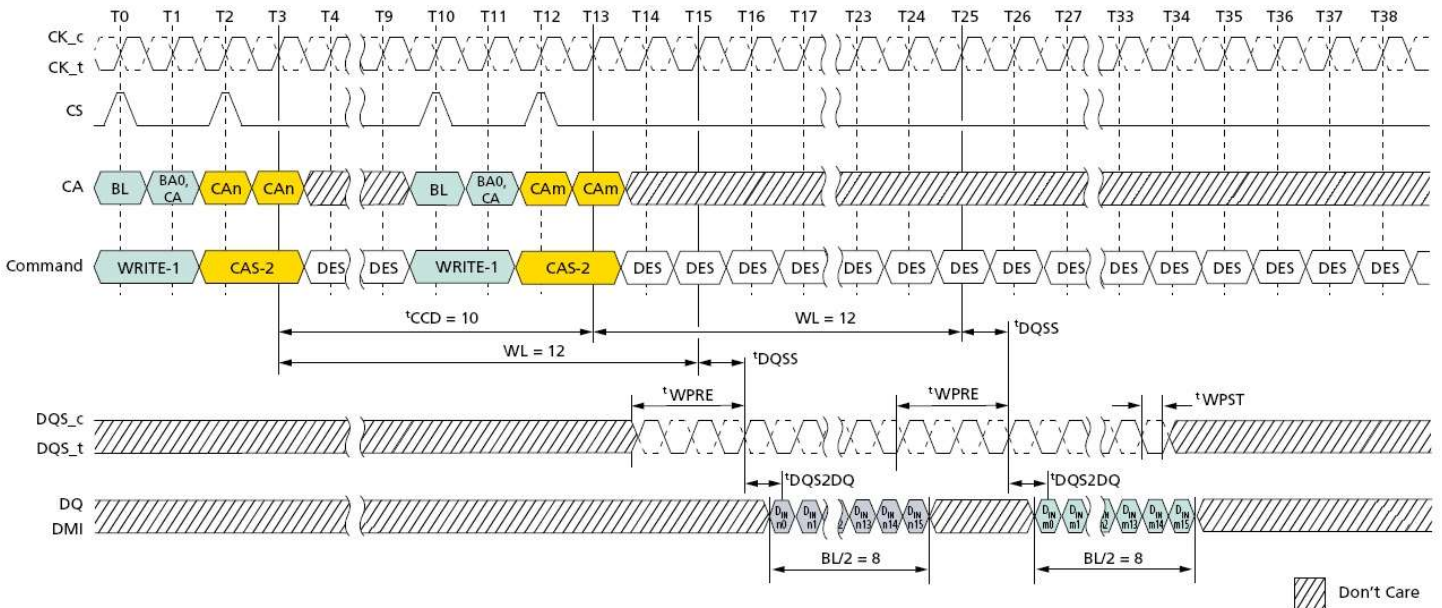 T0 T1 T2 T3 T4 T9 T10 T11 T12 T13 T14 T15 T16 T17 T23 T24 T25 T26 T27 T33 T34 T35 T36 T37 T38
CK_c
CK_t
CS
CA BL BA0, CA CAn CAn BL BA0, CA CAm CAm
Command WRITE-1 CAS-2 DES DES WRITE-1 CAS-2 DES DES DES DES DES DES DES DES DES DES DES DES DES DES DES
tCCD = 10 WL = 12 tDQSS
WL = 12 tDQSS
tWPRE tWPRE tWPST
DQS_c
DQS_t
tDQS2DQ tDQS2DQ
DQ
DMI
DIN n0 DIN n1 DIN n13 DIN n14 DIN n15 DIN m0 DIN m1 DIN m13 DIN m14 DIN m15
BL/2 = 8 BL/2 = 8
Don't Care